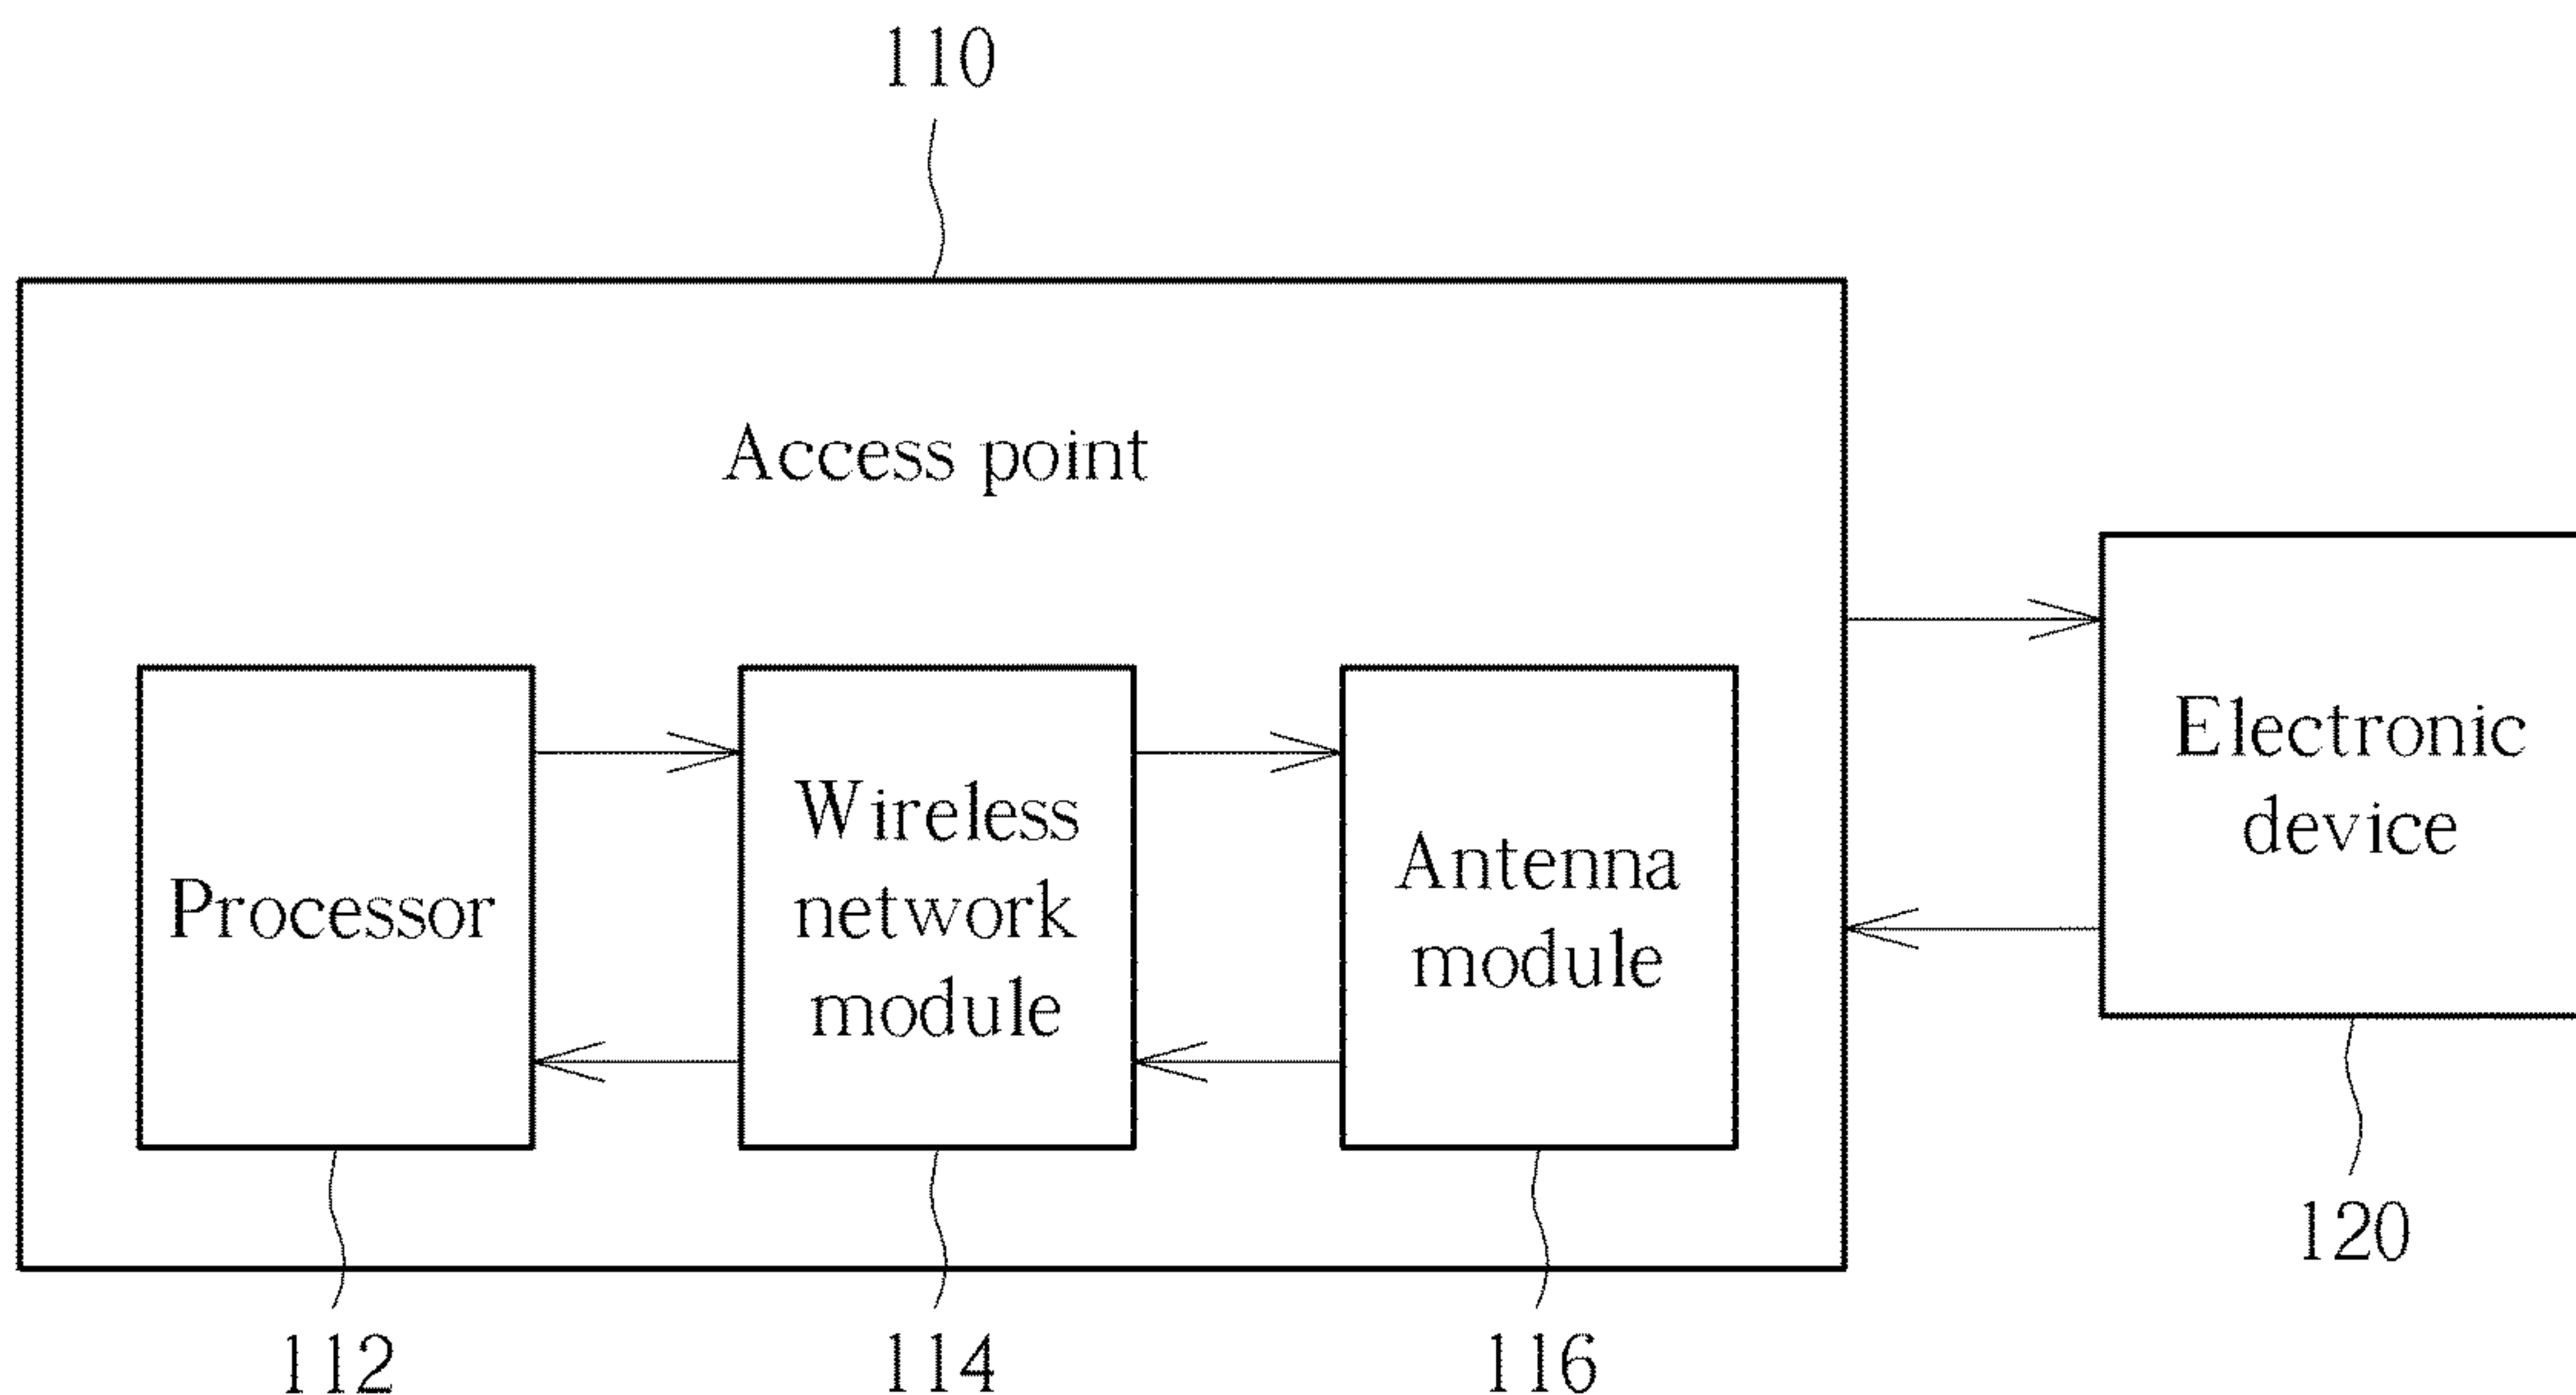 110
Access point
Processor
Wireless
network
module
Antenna
module
Electronic
device
112
114
116
120